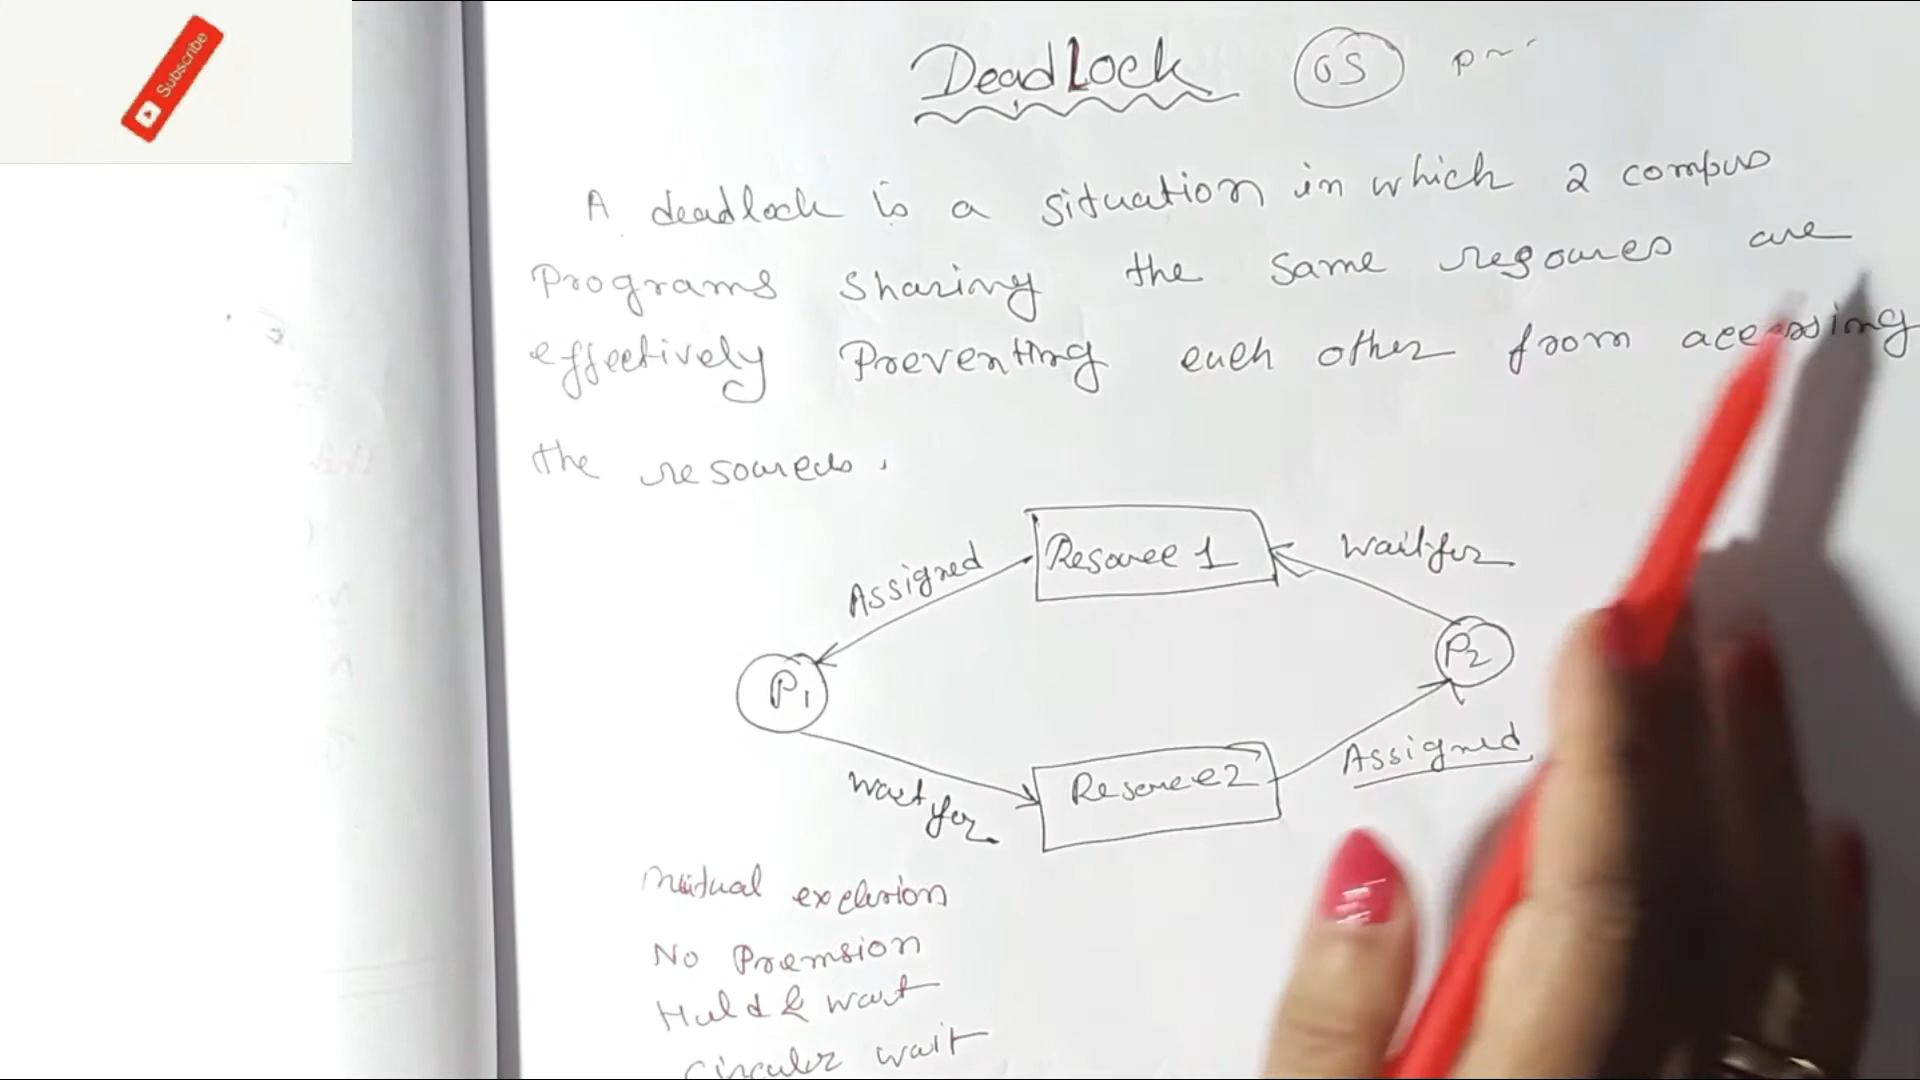 Subscribe
DeadLock OS
A deadlock is a situation in which 2 compus
Programs sharing the same resources are
effectively Preventing each other from accessing
the resources.
Assigned Resource 1 Wait for
P1 P2
Wait for Resource 2 Assigned
Mutual exclusion
No Premsion
Hold & wait
Circular wait